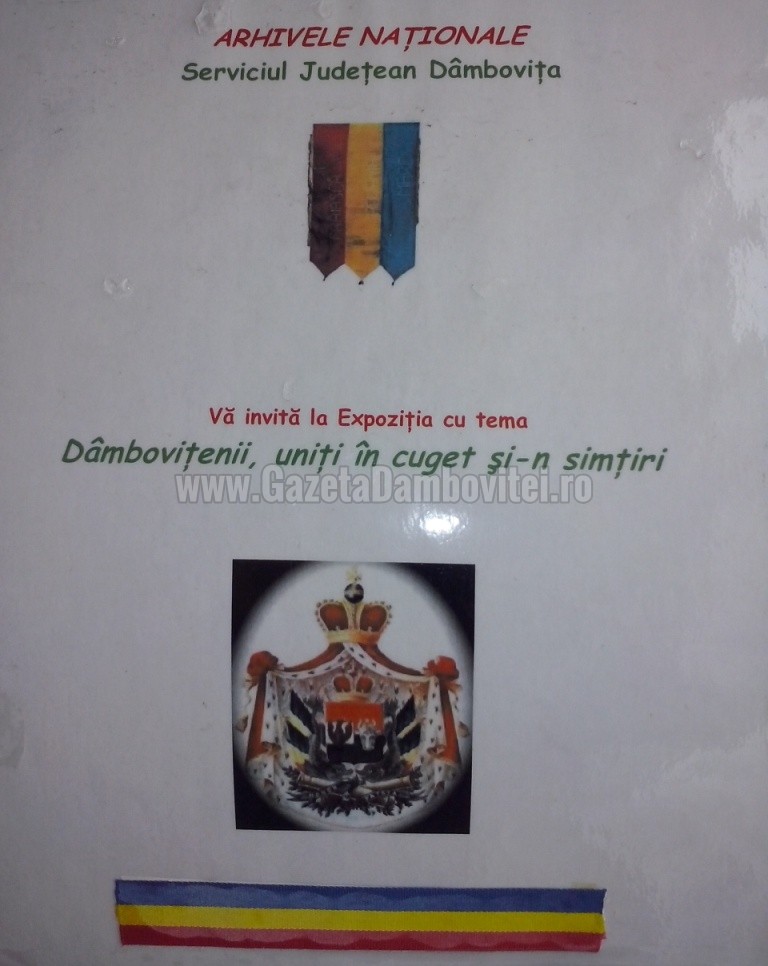 ARHIVELE NAȚIONALE
Serviciul Județean Dâmbovița
Vă invită la Expoziția cu tema
Dâmbovițenii, uniți în cuget și-n simțiri
www.GazetaDambovitei.ro